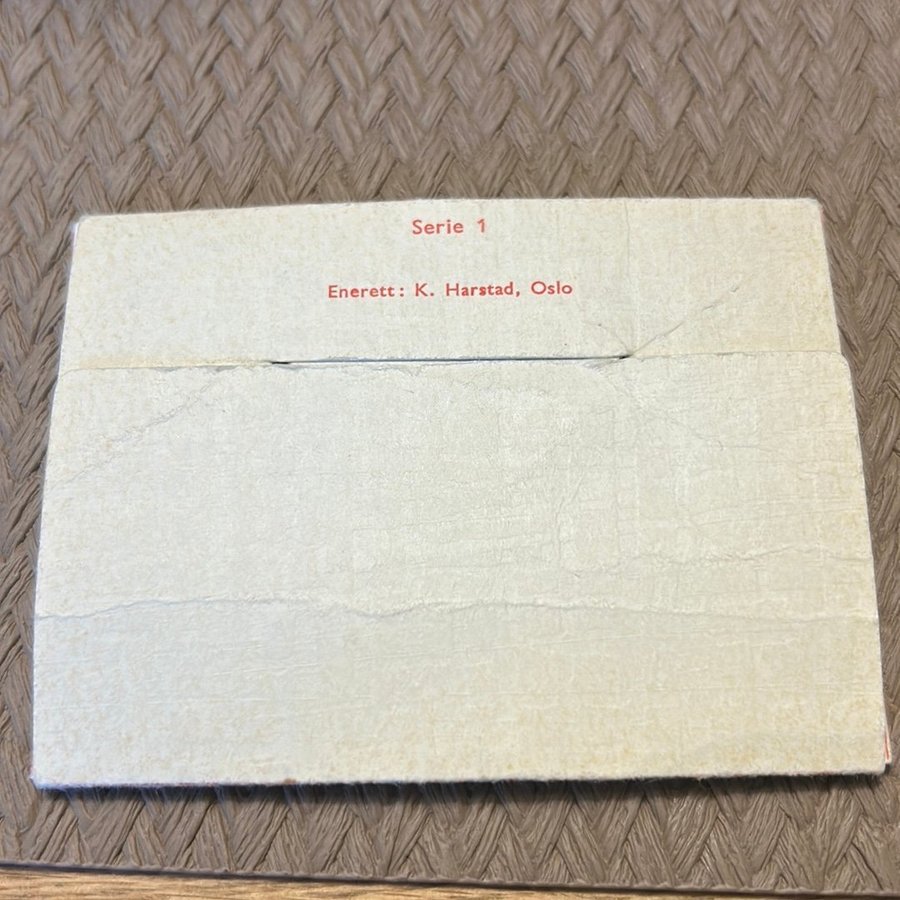 Serie 1
Enerett: K. Harstad, Oslo